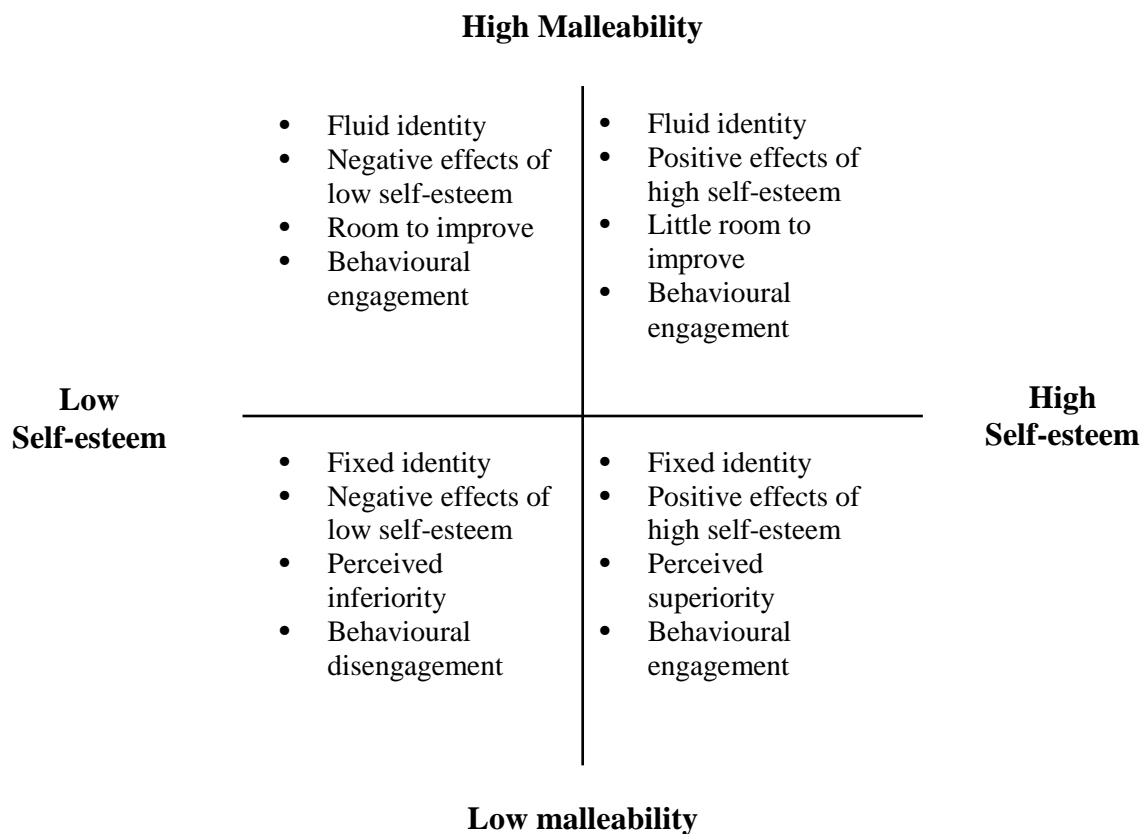 High Malleability
• Fluid identity
• Negative effects of
low self-esteem
• Room to improve
• Behavioural
engagement
• Fluid identity
• Positive effects of
high self-esteem
• Little room to
improve
• Behavioural
engagement
Low
Self-esteem
High
Self-esteem
• Fixed identity
• Negative effects of
low self-esteem
• Perceived
inferiority
• Behavioural
disengagement
• Fixed identity
• Positive effects of
high self-esteem
• Perceived
superiority
• Behavioural
engagement
Low malleability